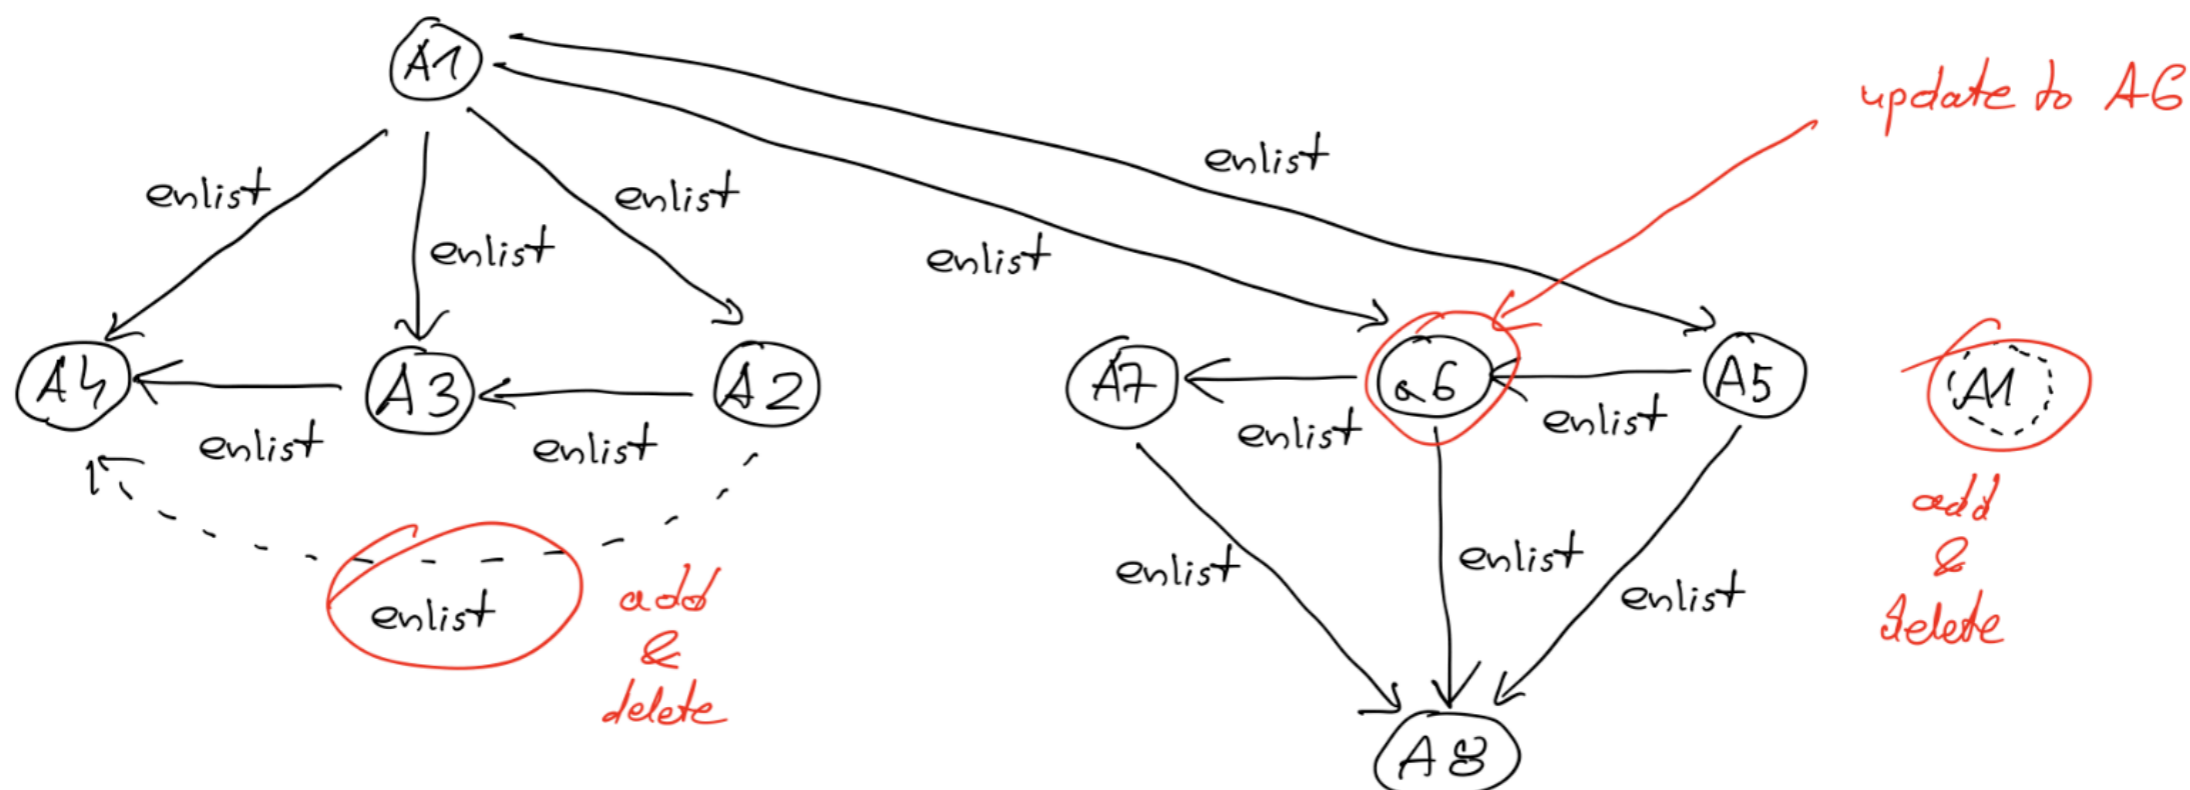 A1
update to A6
enlist
enlist
enlist
enlist
enlist
A4
A3
A2
A7
a6
A5
A1
enlist
enlist
enlist
enlist
add
&
delete
enlist
add
&
delete
enlist
enlist
enlist
A8